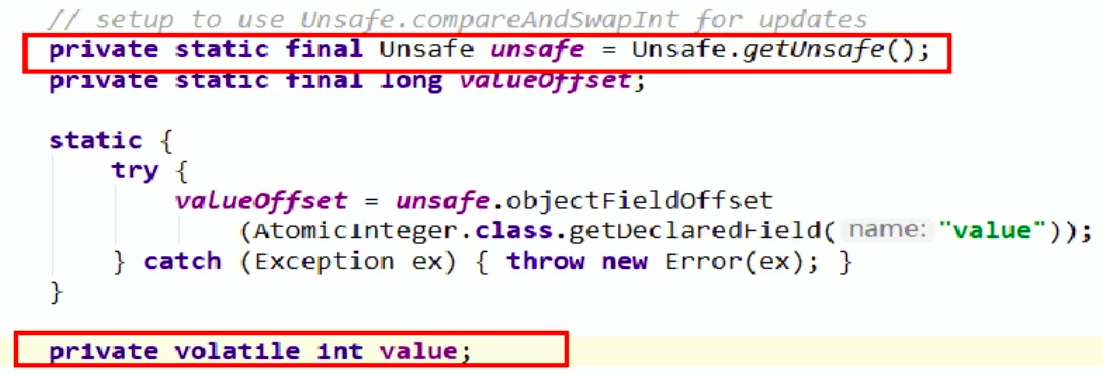 // setup to use Unsafe.compareAndSwapInt for updates
private static final Unsafe unsafe = Unsafe.getUnsafe();
private static final long valueOffset;
static {
try {
valueOffset = unsafe.objectFieldOffset
(AtomicInteger.class.getDeclaredField( name: "value"));
} catch (Exception ex) { throw new Error(ex); }
}
private volatile int value;